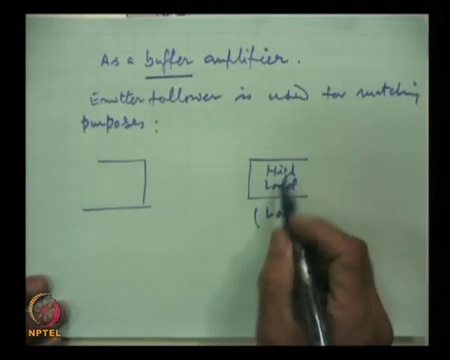 As a buffer amplifier.
Emitter follower is used for matching
purposes:
High
Load
NPTEL